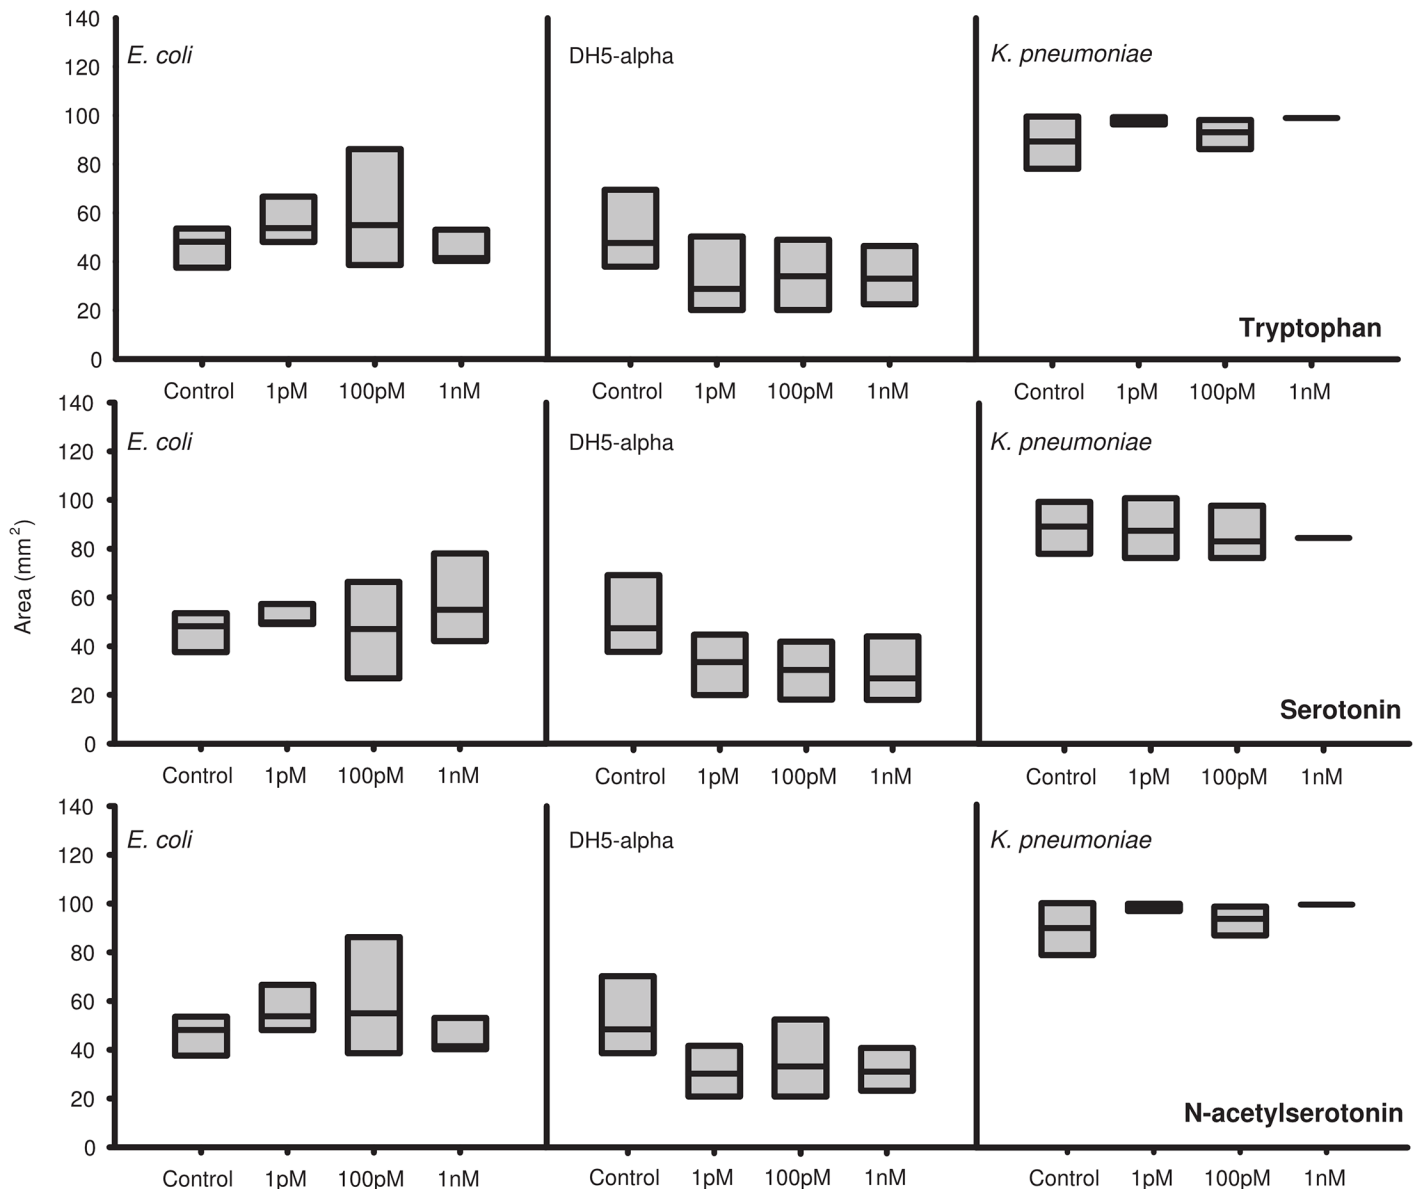 140
E. coli
DH5-alpha
K. pneumoniae
120
100
80
60
40
20
Tryptophan
0
Control 1pM 100pM 1nM Control 1pM 100pM 1nM Control 1pM 100pM 1nM
140
E. coli
DH5-alpha
K. pneumoniae
120
100
80
Area (mm²)
60
40
20
Serotonin
0
Control 1pM 100pM 1nM Control 1pM 100pM 1nM Control 1pM 100pM 1nM
140
E. coli
DH5-alpha
K. pneumoniae
120
100
80
60
40
20
N-acetylserotonin
0
Control 1pM 100pM 1nM Control 1pM 100pM 1nM Control 1pM 100pM 1nM